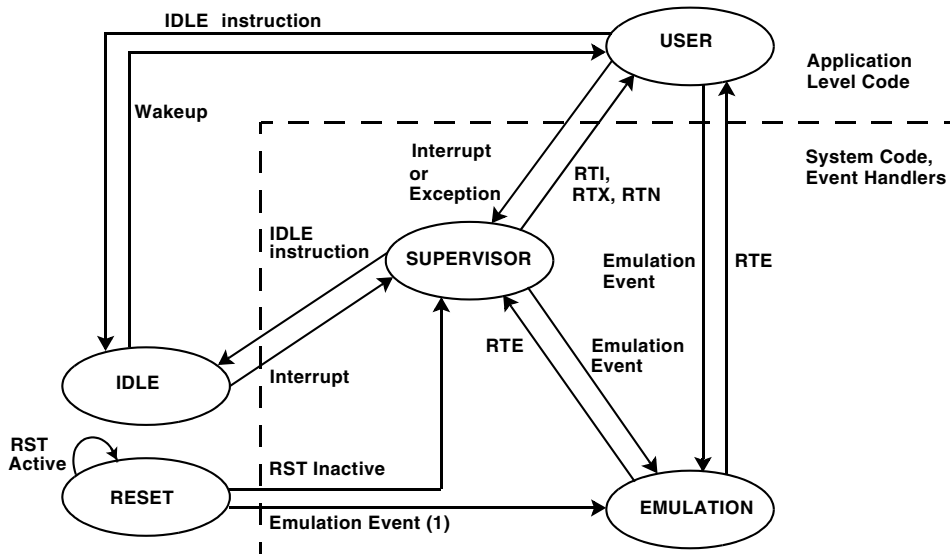 IDLE instruction
USER
Application
Level Code
Wakeup
System Code,
Event Handlers
Interrupt
or
Exception
RTI,
RTX, RTN
IDLE
instruction
SUPERVISOR
Emulation
Event
RTE
RTE
Emulation
Event
IDLE
Interrupt
RST
Active
RST Inactive
RESET
EMULATION
Emulation Event (1)